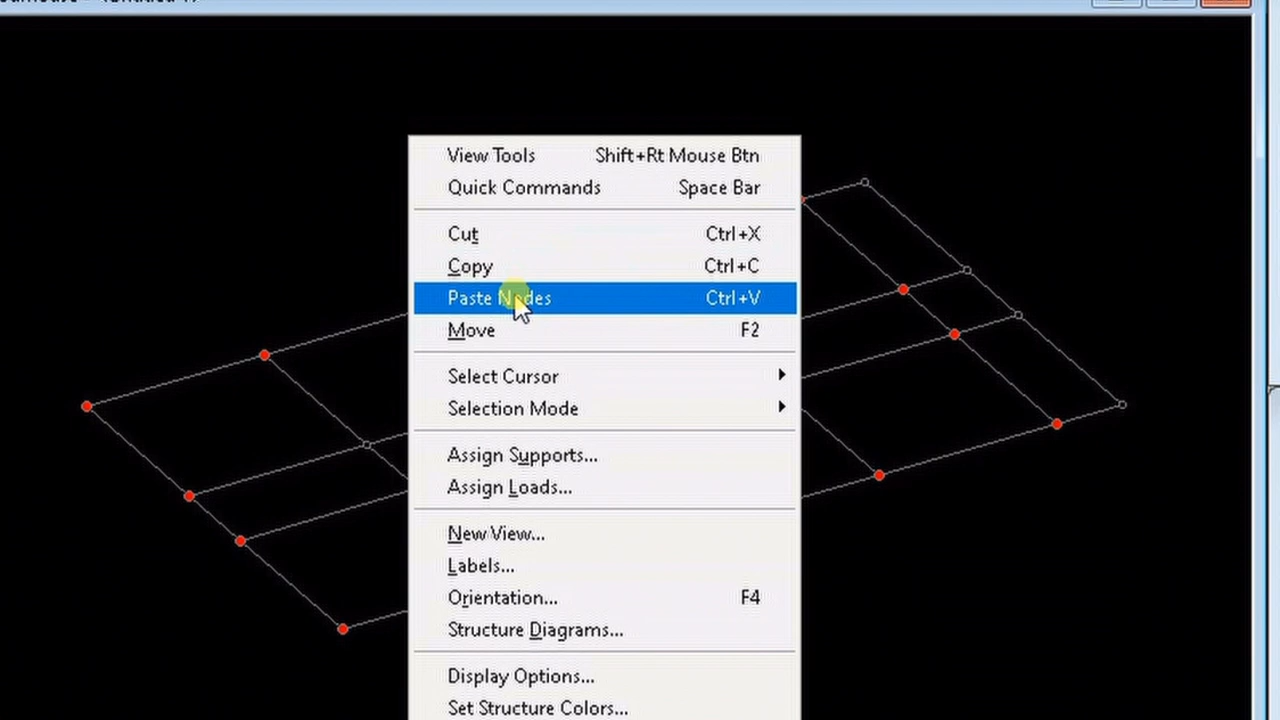 View Tools Shift+Rt Mouse Btn
Quick Commands Space Bar
Cut Ctrl+X
Copy Ctrl+C
Paste Nodes Ctrl+V
Move F2
Select Cursor
Selection Mode
Assign Supports...
Assign Loads...
New View...
Labels...
Orientation... F4
Structure Diagrams...
Display Options...
Set Structure Colors...